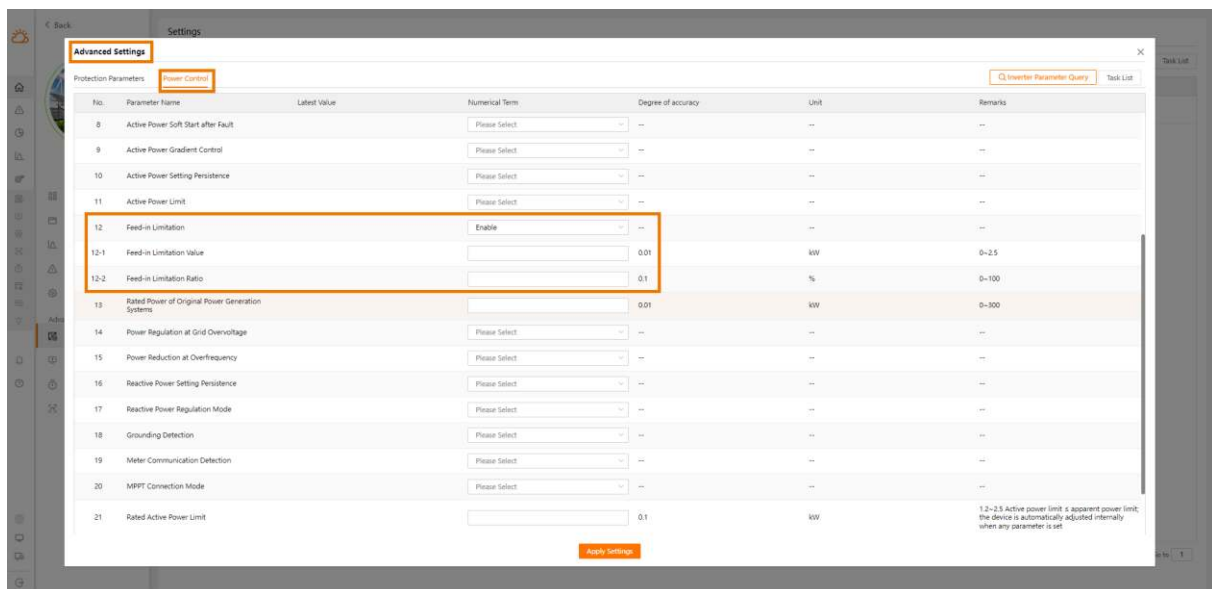 < Back
Settings
Advanced Settings
Task List
Protection Parameters Power Control Inverter Parameter Query Task List
No. Parameter Name Latest Value Numerical Term Degree of accuracy Unit Remarks
8 Active Power Soft Start after Fault Please Select -- -- --
9 Active Power Gradient Control Please Select -- -- --
10 Active Power Setting Persistence Please Select -- -- --
11 Active Power Limit Please Select -- -- --
12 Feed-in Limitation Enable -- -- --
12-1 Feed-in Limitation Value 0.01 kW 0~2.5
12-2 Feed-in Limitation Ratio 0.1 % 0~100
13 Rated Power of Original Power Generation
Systems 0.01 kW 0~300
14 Power Regulation at Grid Overvoltage Please Select -- -- --
15 Power Reduction at Overfrequency Please Select -- -- --
16 Reactive Power Setting Persistence Please Select -- -- --
17 Reactive Power Regulation Mode Please Select -- -- --
18 Grounding Detection Please Select -- -- --
19 Meter Communication Detection Please Select -- -- --
20 MPPT Connection Mode Please Select -- -- --
21 Rated Active Power Limit 0.1 kW 1.2~2.5 Active power limit ≤ apparent power limit;
the device is automatically adjusted internally
when any parameter is set
Apply Settings
1